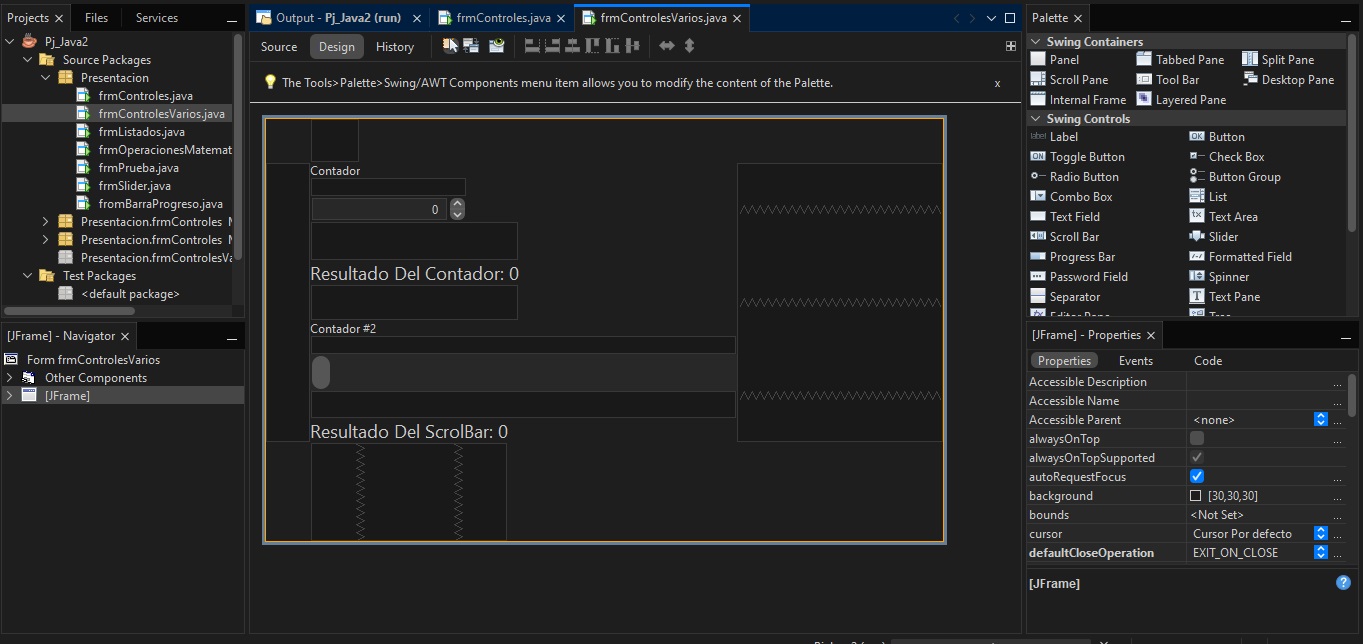 Projects × Files Services
Pj_Java2
Source Packages
Presentacion
frmControles.java
frmControlesVarios.java
frmListados.java
frmOperacionesMatemat
frmPrueba.java
frmSlider.java
fromBarraProgreso.java
Presentacion.frmControles
Presentacion.frmControles
Presentacion.frmControlesVa
Test Packages
<default package>
[JFrame] - Navigator ×
Form frmControlesVarios
Other Components
[JFrame]
Output - Pj_Java2 (run) × frmControles.java × frmControlesVarios.java ×
Source Design History
The Tools>Palette>Swing/AWT Components menu item allows you to modify the content of the Palette. x
Contador
0
Resultado Del Contador: 0
Contador #2
Resultado Del ScrolBar: 0
Palette ×
Swing Containers
Panel Tabbed Pane Split Pane
Scroll Pane Tool Bar Desktop Pane
Internal Frame Layered Pane
Swing Controls
label Label OK Button
ON Toggle Button Check Box
Radio Button Button Group
Combo Box List
Text Field Text Area
Scroll Bar Slider
Progress Bar Formatted Field
Password Field Spinner
Separator T Text Pane
Editor Pane Tree
[JFrame] - Properties ×
Properties Events Code
Accessible Description ...
Accessible Name ...
Accessible Parent <none> ...
alwaysOnTop ...
alwaysOnTopSupported
autoRequestFocus ...
background [30,30,30] ...
bounds <Not Set> ...
cursor Cursor Por defecto ...
defaultCloseOperation EXIT_ON_CLOSE ...
[JFrame] ?